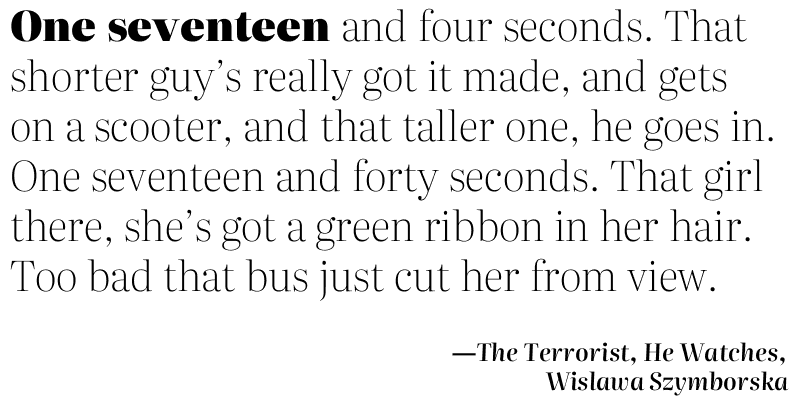 One seventeen and four seconds. That
shorter guy’s really got it made, and gets
on a scooter, and that taller one, he goes in.
One seventeen and forty seconds. That girl
there, she’s got a green ribbon in her hair.
Too bad that bus just cut her from view.
—The Terrorist, He Watches,
Wislawa Szymborska